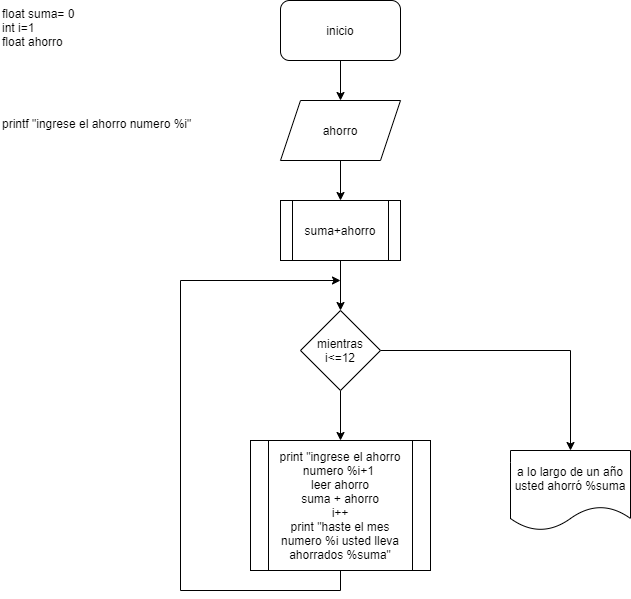 float suma= 0
int i=1
float ahorro
inicio
printf "ingrese el ahorro numero %i"
ahorro
suma+ahorro
mientras
i<=12
print "ingrese el ahorro
numero %i+1
leer ahorro
suma + ahorro
i++
print "haste el mes
numero %i usted lleva
ahorrados %suma"
a lo largo de un año
usted ahorró %suma